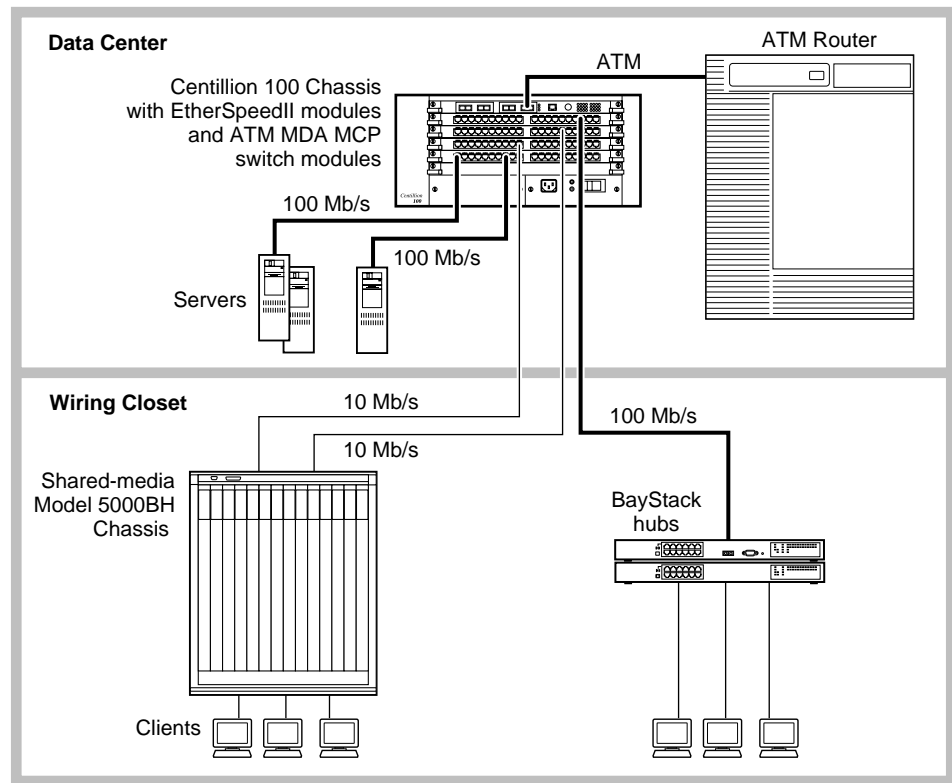 Data Center
ATM Router
ATM
Centillion 100 Chassis
with EtherSpeedII modules
and ATM MDA MCP
switch modules
Centillion
100
100 Mb/s
100 Mb/s
Servers
Wiring Closet
10 Mb/s
100 Mb/s
10 Mb/s
Shared-media
Model 5000BH
Chassis
BayStack
hubs
Clients